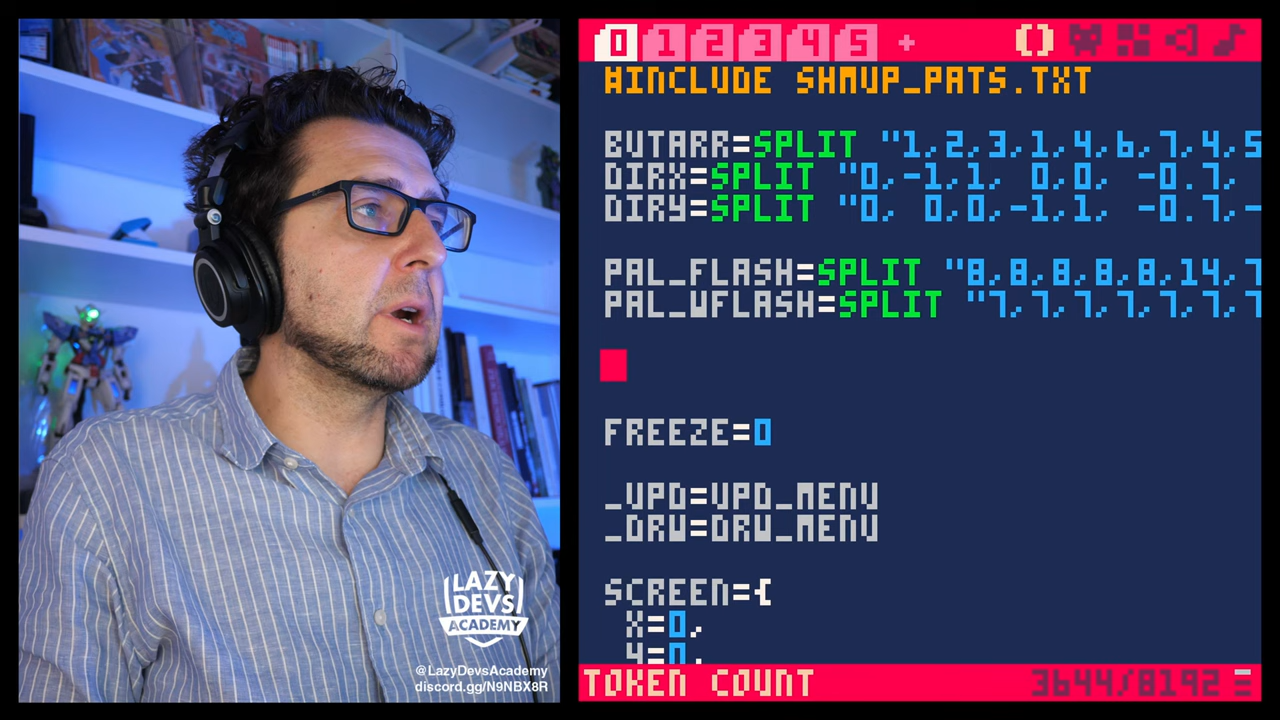 LAZY
DEVS
ACADEMY
@LazyDevsAcademy
discord.gg/N9NBX8R
0 1 2 3 4 5 +
#INCLUDE SHMUP_PATS.TXT
BUTARR=SPLIT "1,2,3,1,4,6,7,4,5
DIRX=SPLIT "0,-1,1, 0,0, -0.7,
DIRY=SPLIT "0, 0,0,-1,1, -0.7,-
PAL_FLASH=SPLIT "8,8,8,8,8,14,7
PAL_WFLASH=SPLIT "7,7,7,7,7,7,7
FREEZE=0
_UPD=UPD_MENU
_DRW=DRW_MENU
SCREEN={
X=0,
Y=0,
TOKEN COUNT 3644/8192